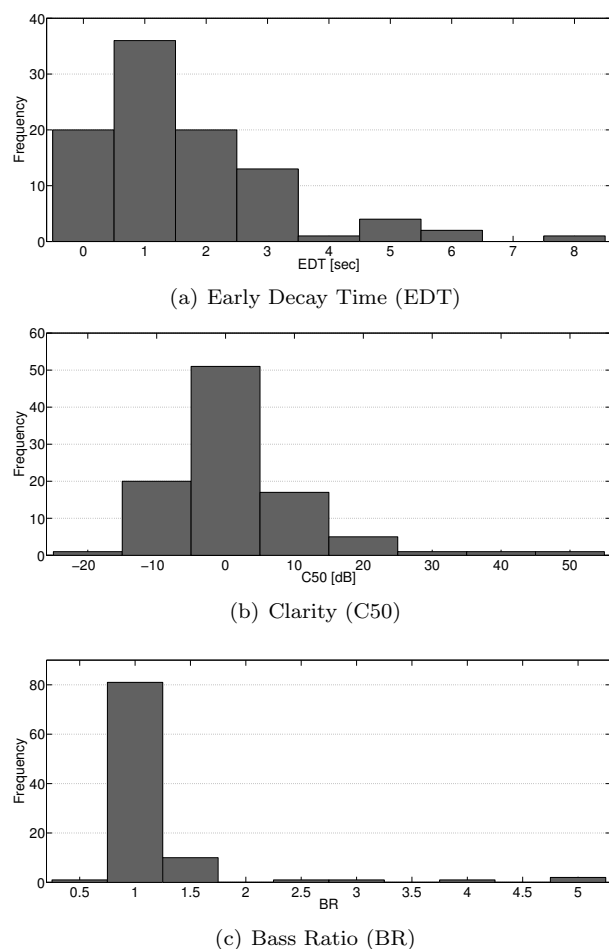 40
30
20
10
0
Frequency
0 1 2 3 4 5 6 7 8
EDT [sec]
(a) Early Decay Time (EDT)
60
50
40
30
20
10
0
Frequency
−20 −10 0 10 20 30 40 50
C50 [dB]
(b) Clarity (C50)
80
60
40
20
0
Frequency
0.5 1 1.5 2 2.5 3 3.5 4 4.5 5
BR
(c) Bass Ratio (BR)